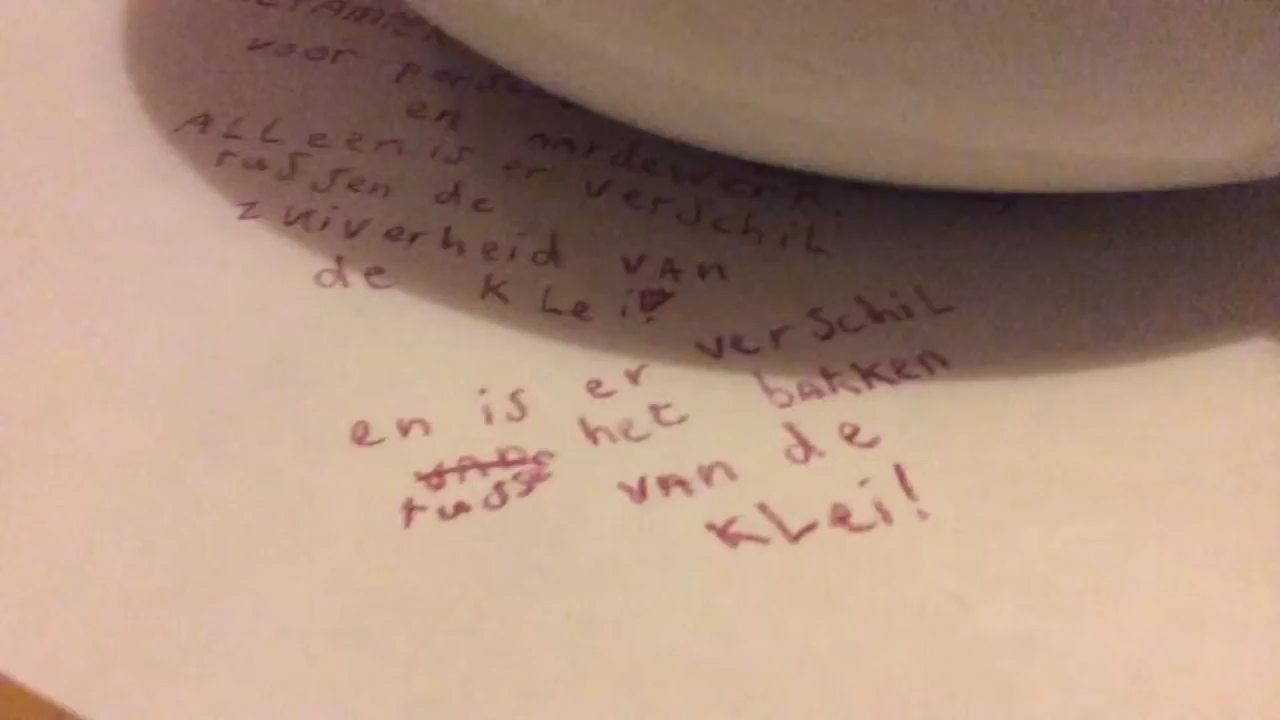 voor
en aardewerk.
ALLeen is er verschiL
tussen de
zuiverheid vAn
de kLei!
en is er verschiL
tuss het bakken
vAn de
kLei!